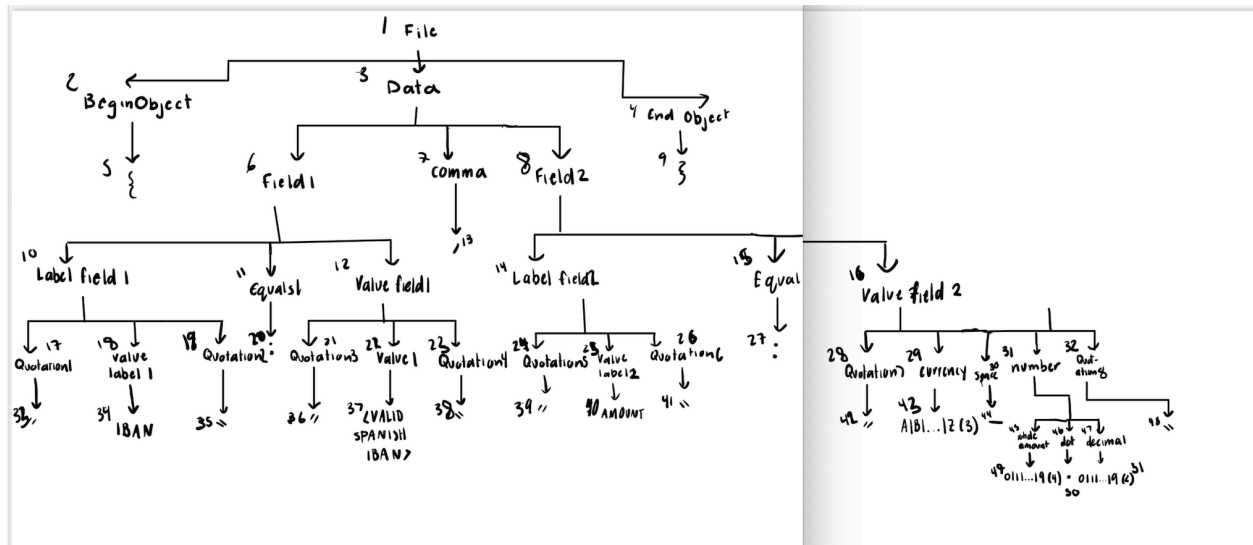 1 File
2 BeginObject
3 Data
4 End Object
5 {
6 Field1
7 comma
8 Field2
9 }
10 Label field 1
11 Equals1
12 Value field1
, 13
14 Label field2
15 Equal
16 Value field 2
17 Quotation1
18 Value label 1
19 Quotation2
20 :
21 Quotation3
22 Value1
23 Quotation4
24 Quotation5
25 Value label2
26 Quotation6
27 :
28 Quotation7
29 currency
30 space
31 number
32 Quotation8
33 "
34 IBAN
35 "
36 "
37 <VALID
SPANISH
IBAN>
38 "
39 "
40 AMOUNT
41 "
42 "
43 A|B|...|Z (3)
44 _
45 whole amount
46 dot
47 decimal
48 "
49 0|1|...|9 (4)
50 .
0|1|...|9 (2) 51